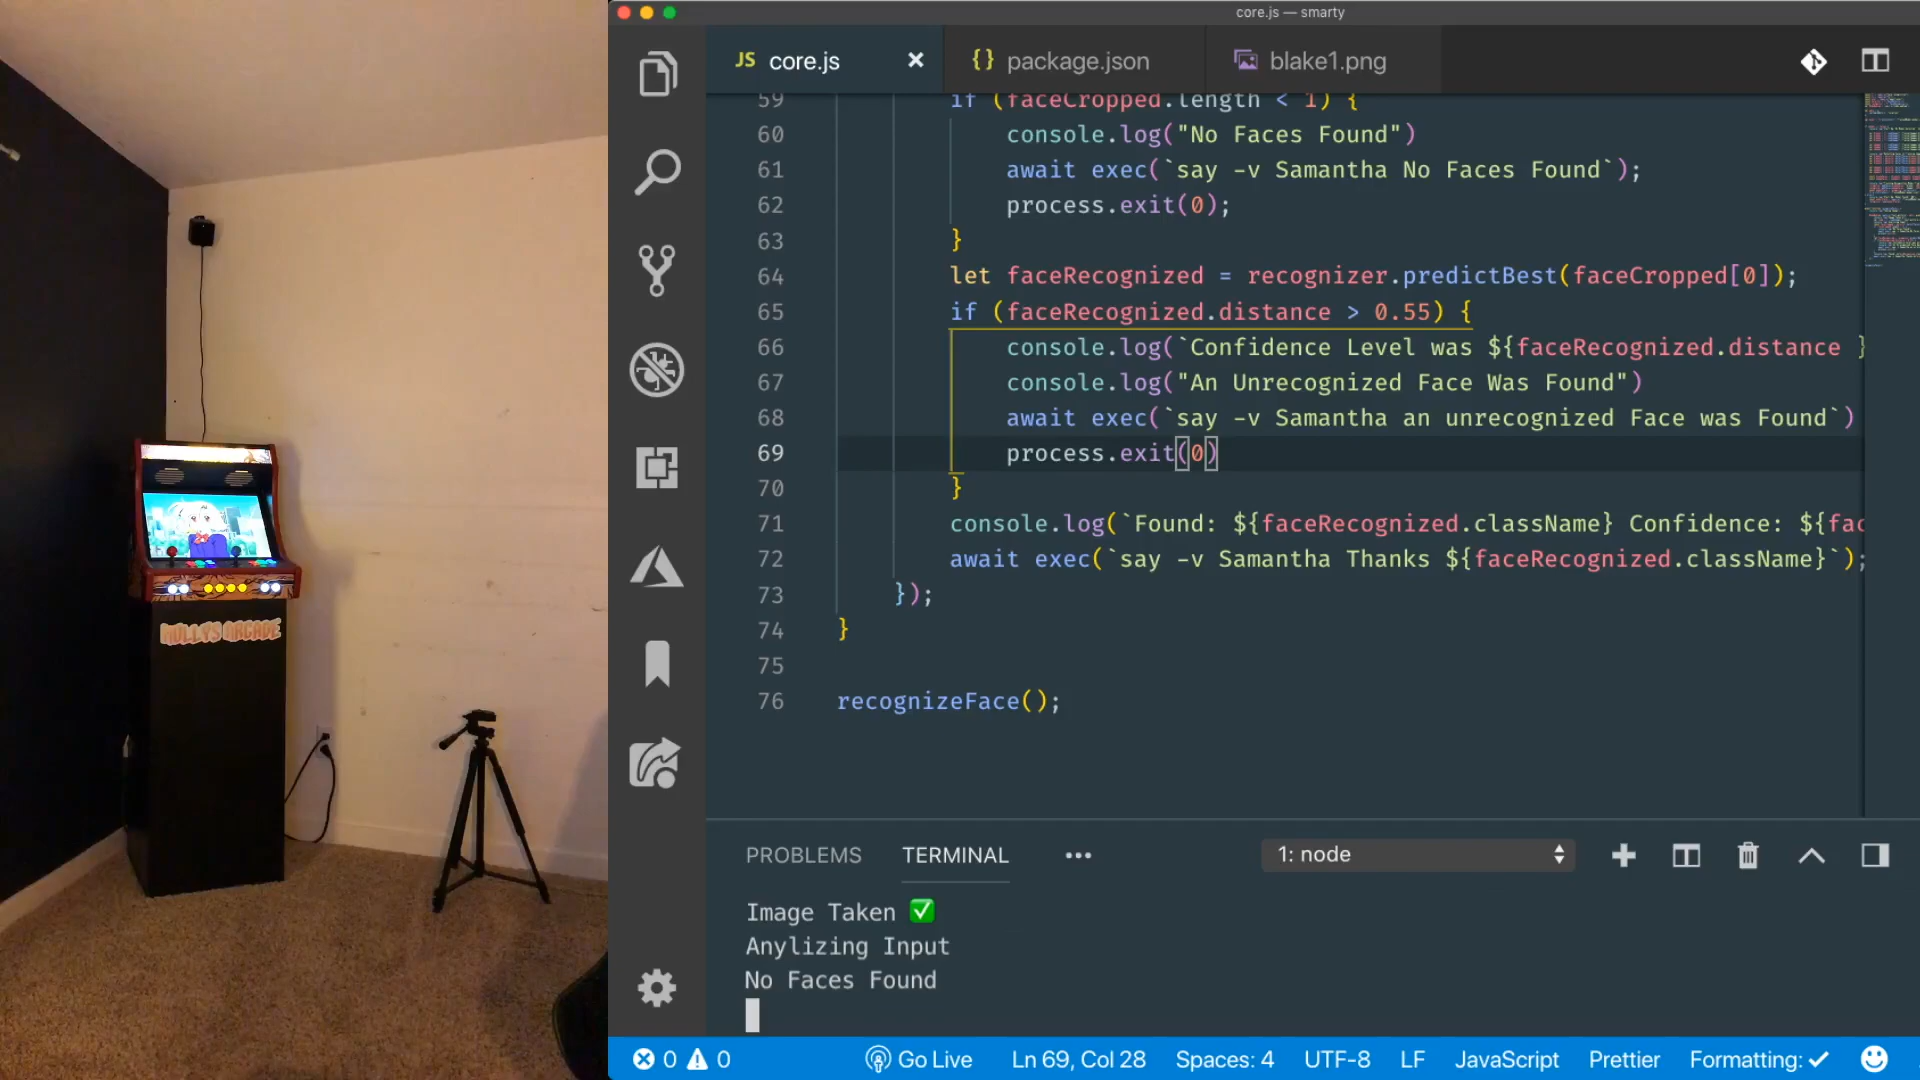 core.js — smarty
JS core.js
{} package.json
blake1.png
59 if (faceCropped.length < 1) {
60 console.log("No Faces Found")
61 await exec(`say -v Samantha No Faces Found`);
62 process.exit(0);
63 }
64 let faceRecognized = recognizer.predictBest(faceCropped[0]);
65 if (faceRecognized.distance > 0.55) {
66 console.log(`Confidence Level was ${faceRecognized.distance }
67 console.log("An Unrecognized Face Was Found")
68 await exec(`say -v Samantha an unrecognized Face was Found`)
69 process.exit(0)
70 }
71 console.log(`Found: ${faceRecognized.className} Confidence: ${fac
72 await exec(`say -v Samantha Thanks ${faceRecognized.className}`);
73 });
74 }
75
76 recognizeFace();
MOLLYS ARCADE
PROBLEMS TERMINAL ••• 1: node
Image Taken ✅
Anylizing Input
No Faces Found
0 0 Go Live Ln 69, Col 28 Spaces: 4 UTF-8 LF JavaScript Prettier Formatting: ✓